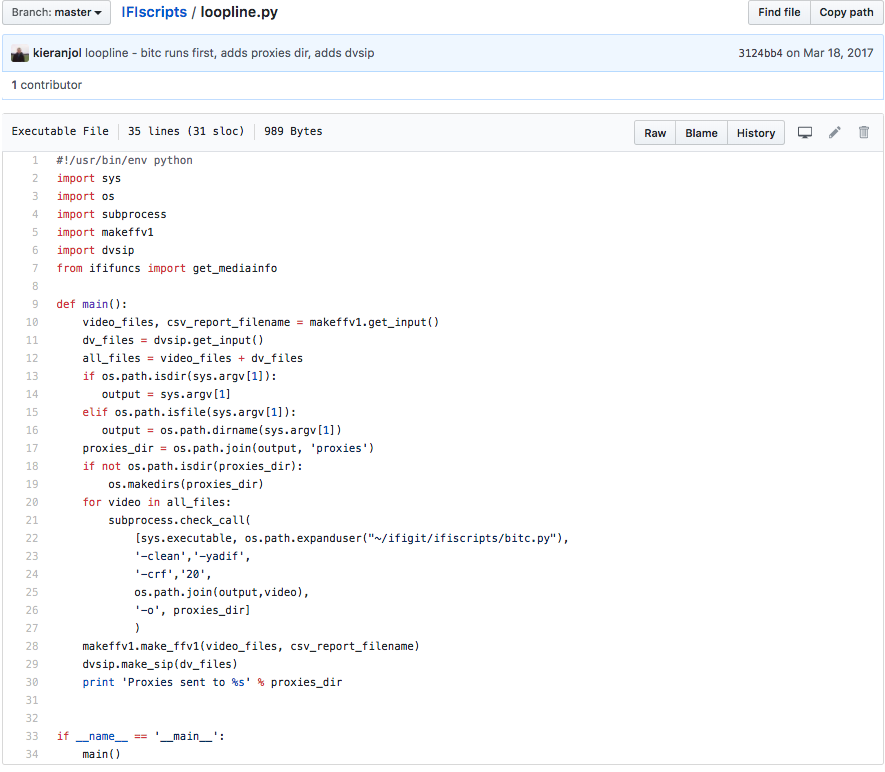 Branch: master IFIscripts / loopline.py Find file Copy path
kieranjol loopline - bitc runs first, adds proxies dir, adds dvsip 3124bb4 on Mar 18, 2017
1 contributor
Executable File 35 lines (31 sloc) 989 Bytes Raw Blame History
1 #!/usr/bin/env python
2 import sys
3 import os
4 import subprocess
5 import makeffv1
6 import dvsip
7 from ififuncs import get_mediainfo
8
9 def main():
10     video_files, csv_report_filename = makeffv1.get_input()
11     dv_files = dvsip.get_input()
12     all_files = video_files + dv_files
13     if os.path.isdir(sys.argv[1]):
14        output = sys.argv[1]
15     elif os.path.isfile(sys.argv[1]):
16        output = os.path.dirname(sys.argv[1])
17     proxies_dir = os.path.join(output, 'proxies')
18     if not os.path.isdir(proxies_dir):
19         os.makedirs(proxies_dir)
20     for video in all_files:
21         subprocess.check_call(
22             [sys.executable, os.path.expanduser("~/ifigit/ifiscripts/bitc.py"),
23             '-clean','-yadif',
24             '-crf','20',
25             os.path.join(output,video),
26             '-o', proxies_dir]
27             )
28     makeffv1.make_ffv1(video_files, csv_report_filename)
29     dvsip.make_sip(dv_files)
30     print 'Proxies sent to %s' % proxies_dir
31
32
33 if __name__ == '__main__':
34     main()